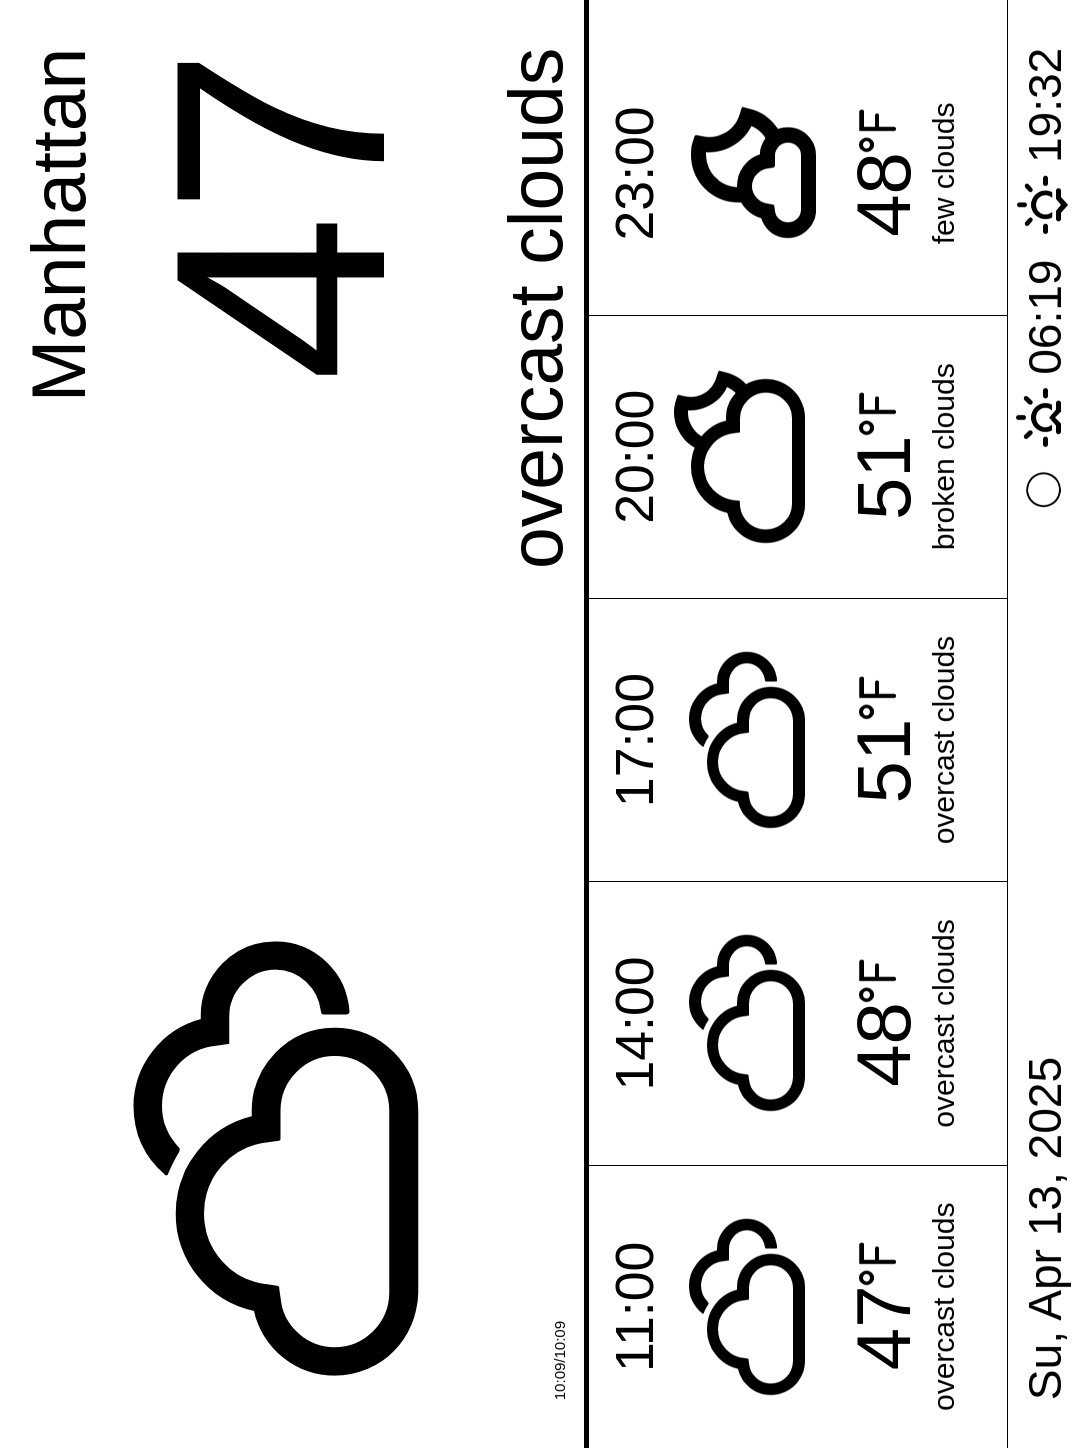 Manhattan
47
overcast clouds
10:09/10:09
11:00 14:00 17:00 20:00 23:00
47°F 48°F 51°F 51°F 48°F
overcast clouds overcast clouds overcast clouds broken clouds few clouds
Su, Apr 13, 2025 06:19 19:32